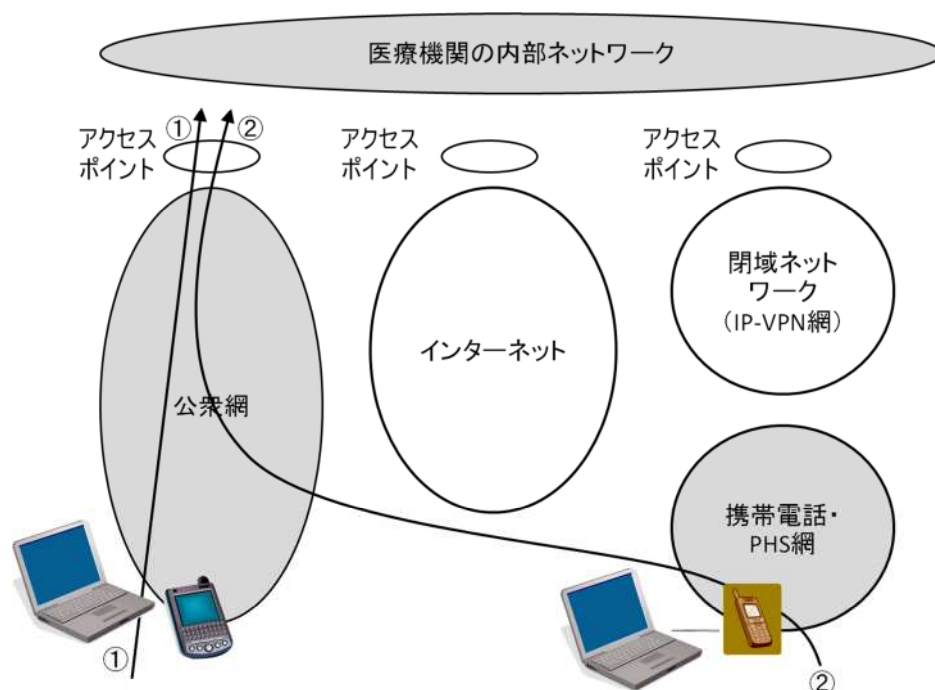 医療機関の内部ネットワーク
①
②
アクセス
ポイント
アクセス
ポイント
アクセス
ポイント
閉域ネット
ワーク
（IP-VPN網）
インターネット
公衆網
携帯電話・
PHS網
①
②